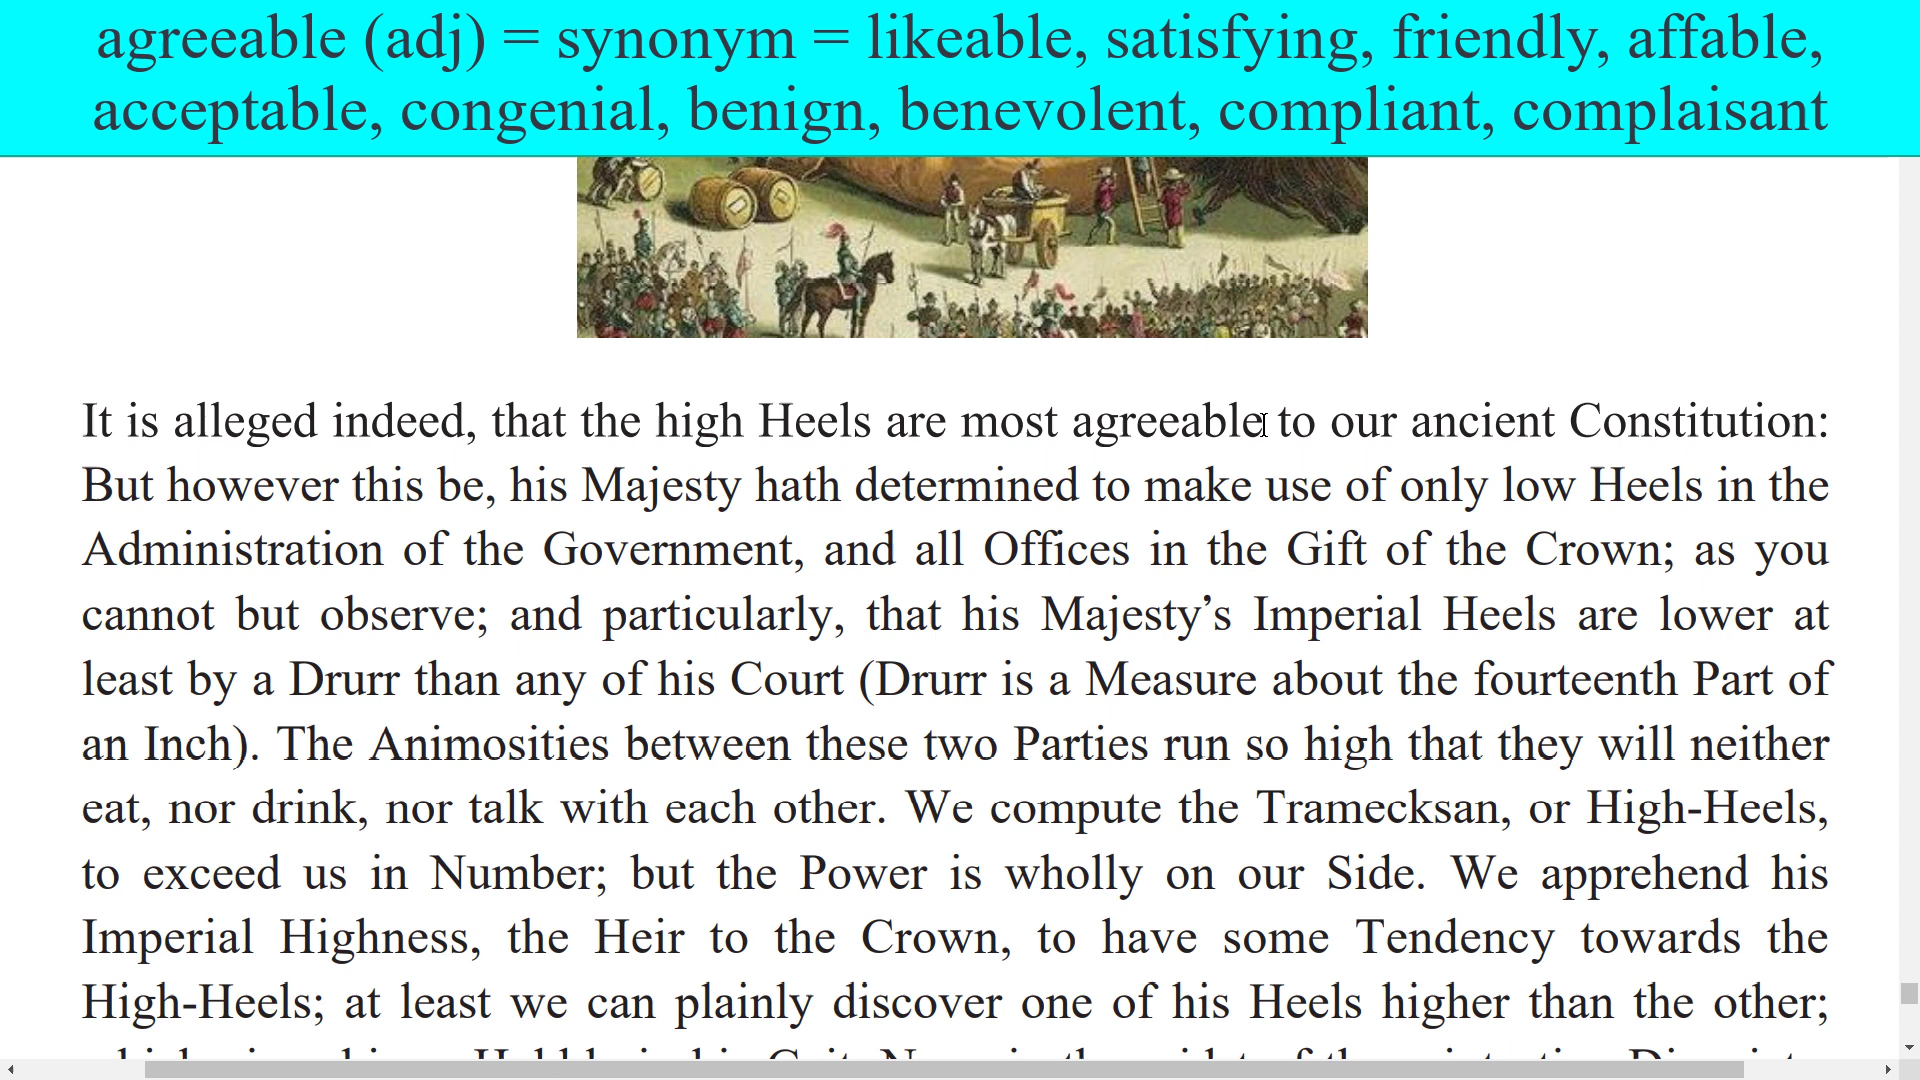 agreeable (adj) = synonym = likeable, satisfying, friendly, affable,
acceptable, congenial, benign, benevolent, compliant, complaisant
It is alleged indeed, that the high Heels are most agreeable to our ancient Constitution:
But however this be, his Majesty hath determined to make use of only low Heels in the
Administration of the Government, and all Offices in the Gift of the Crown; as you
cannot but observe; and particularly, that his Majesty’s Imperial Heels are lower at
least by a Drurr than any of his Court (Drurr is a Measure about the fourteenth Part of
an Inch). The Animosities between these two Parties run so high that they will neither
eat, nor drink, nor talk with each other. We compute the Tramecksan, or High-Heels,
to exceed us in Number; but the Power is wholly on our Side. We apprehend his
Imperial Highness, the Heir to the Crown, to have some Tendency towards the
High-Heels; at least we can plainly discover one of his Heels higher than the other;